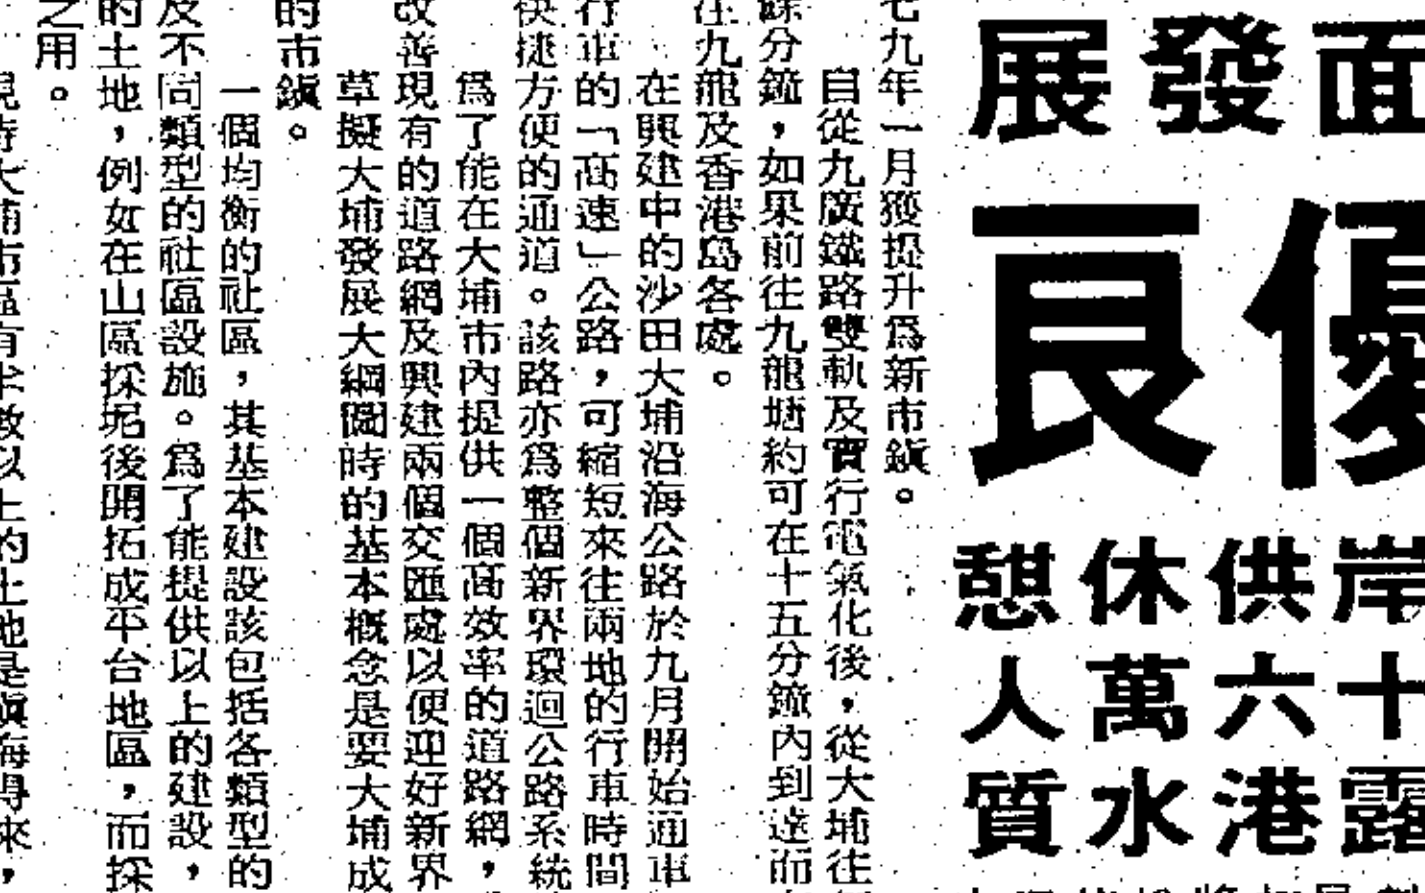 面發展
優良
岸供休憩
十六萬人
露港水質
七九年一月獲提升爲新市鎮。
自從九廣鐵路雙軌及實行電氣化後，從大埔往
餘分鐘，如果前往九龍塘約可在十五分鐘內到達而
往九龍及香港島各處。
在興建中的沙田大埔沿海公路於九月開始通車
行車的「高速」公路，可縮短來往兩地的行車時間
快捷方便的通道。該路亦爲整個新界環迴公路系統
爲了能在大埔市內提供一個高效率的道路網，
改善現有的道路網及興建兩個交匯處以便迎好新界
草擬大埔發展大綱圖時的基本概念是要大埔成
的市鎮。
一個均衡的社區，其基本建設該包括各類型的
及不同類型的社區設施。爲了能提供以上的建設，
的土地，例如在山區採坭後開拓成平台地區，而採
之用。
現時大埔市區有半數以上的土地是填海得來，